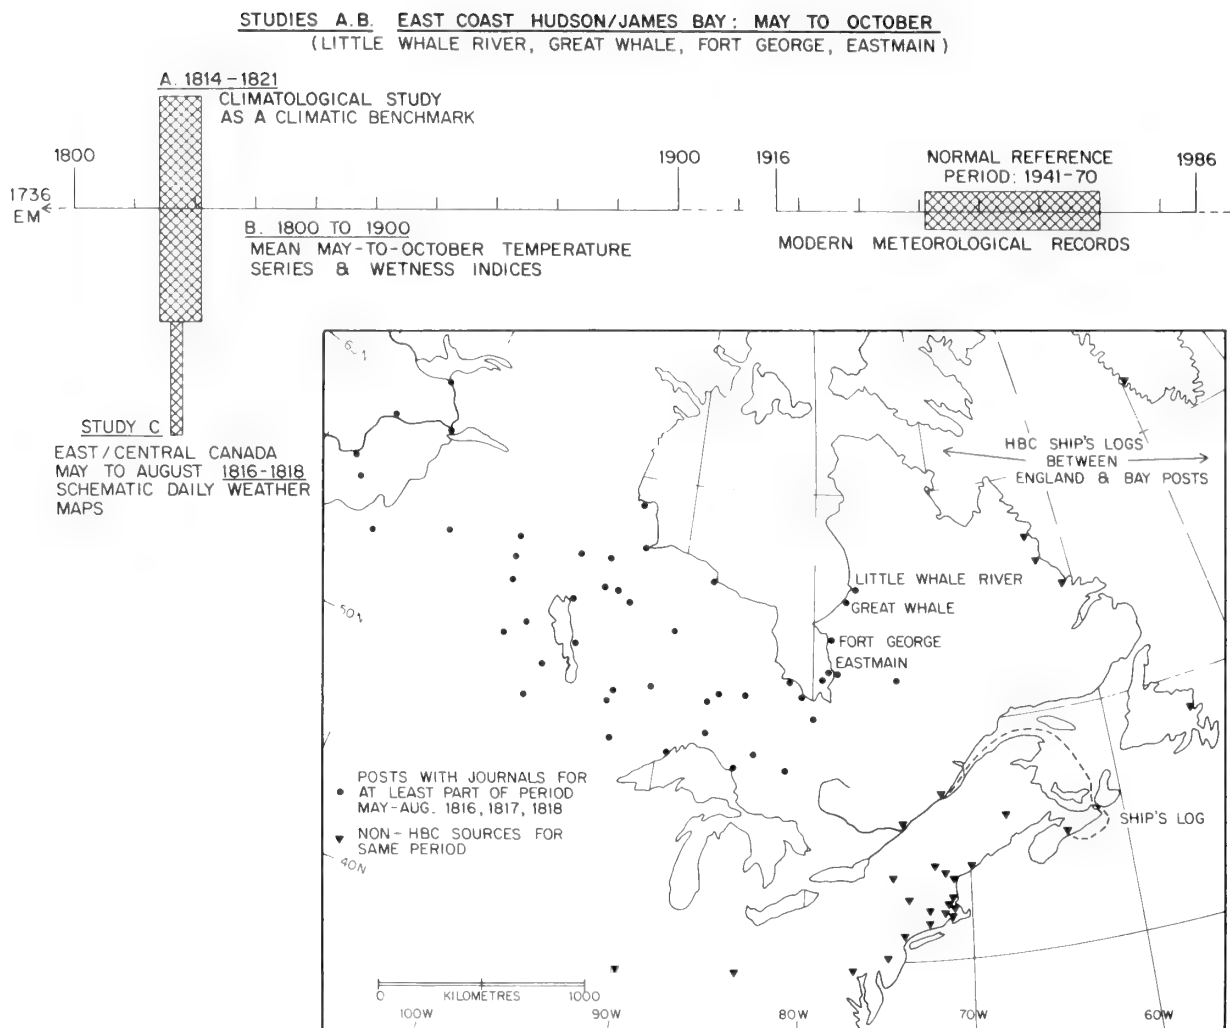 STUDIES A.B. EAST COAST HUDSON/JAMES BAY: MAY TO OCTOBER
(LITTLE WHALE RIVER, GREAT WHALE, FORT GEORGE, EASTMAIN)
A. 1814-1821
CLIMATOLOGICAL STUDY
AS A CLIMATIC BENCHMARK
1800
1900
1916
NORMAL REFERENCE
PERIOD: 1941-70
1986
1736
EM
B. 1800 TO 1900
MEAN MAY-TO-OCTOBER TEMPERATURE
SERIES & WETNESS INDICES
MODERN METEOROLOGICAL RECORDS
STUDY C
EAST/CENTRAL CANADA
MAY TO AUGUST 1816-1818
SCHEMATIC DAILY WEATHER
MAPS
HBC SHIP'S LOGS
BETWEEN
ENGLAND & BAY POSTS
50N
LITTLE WHALE RIVER
GREAT WHALE
FORT GEORGE
EASTMAIN
POSTS WITH JOURNALS FOR
AT LEAST PART OF PERIOD
MAY-AUG. 1816, 1817, 1818
NON-HBC SOURCES FOR
SAME PERIOD
SHIP'S LOG
40N
0 KILOMETRES 1000
100W
90W
80W
70W
60W